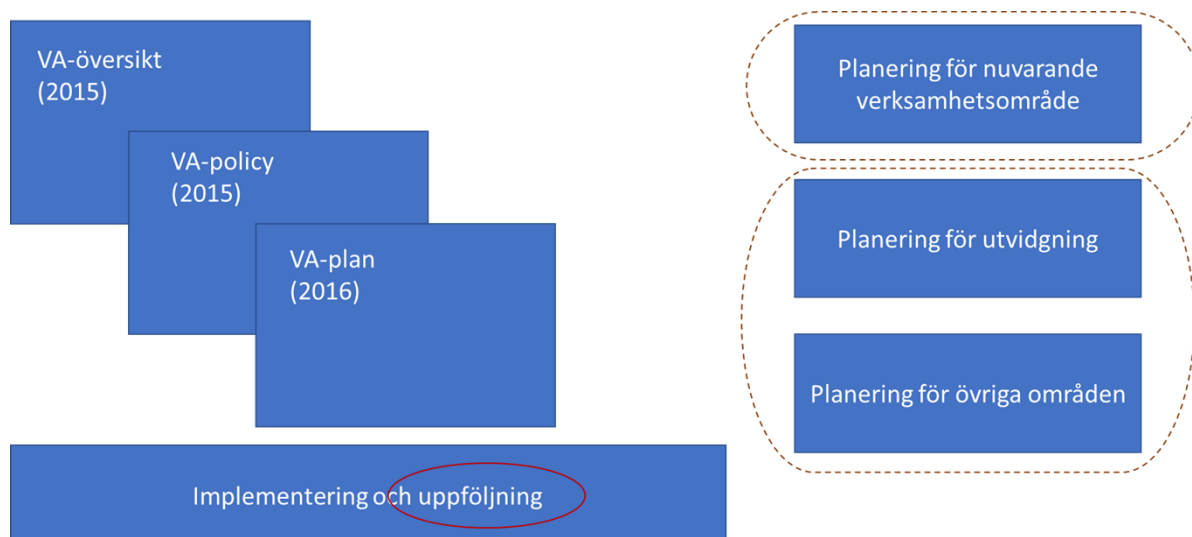 VA-översikt
(2015)
VA-policy
(2015)
VA-plan
(2016)
Implementering och uppföljning
Planering för nuvarande
verksamhetsområde
Planering för utvidgning
Planering för övriga områden